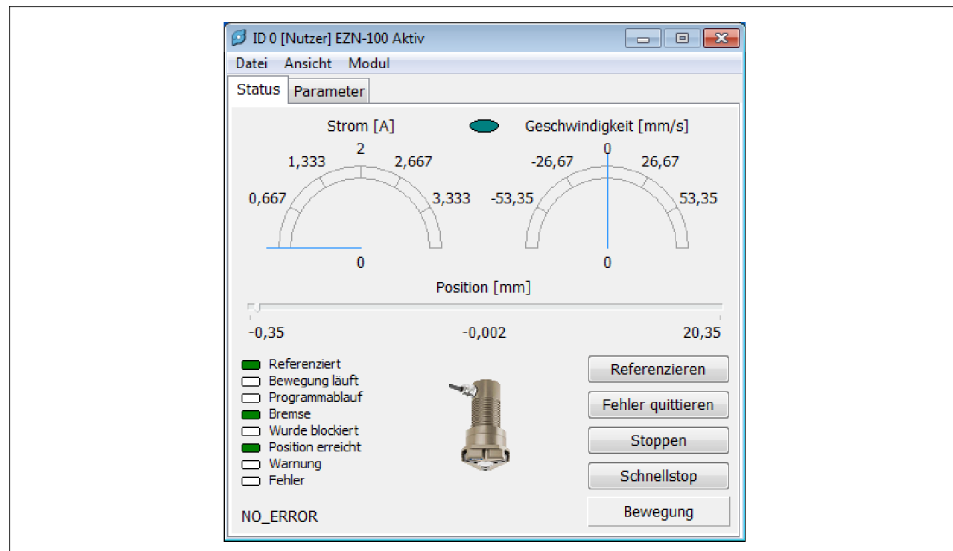 ID 0 [Nutzer] EZN-100 Aktiv
Datei Ansicht Modul
Status Parameter
Strom [A] Geschwindigkeit [mm/s]
2 0
1,333 2,667 -26,67 26,67
0,667 3,333 -53,35 53,35
0 0
Position [mm]
-0,35 -0,002 20,35
Referenziert
Bewegung läuft
Programmablauf
Bremse
Wurde blockiert
Position erreicht
Warnung
Fehler
NO_ERROR
Referenzieren
Fehler quittieren
Stoppen
Schnellstop
Bewegung